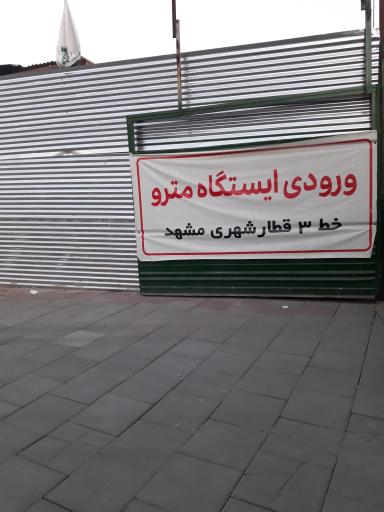 ورودی ایستگاه مترو
خط ۳ قطارشهری مشهد